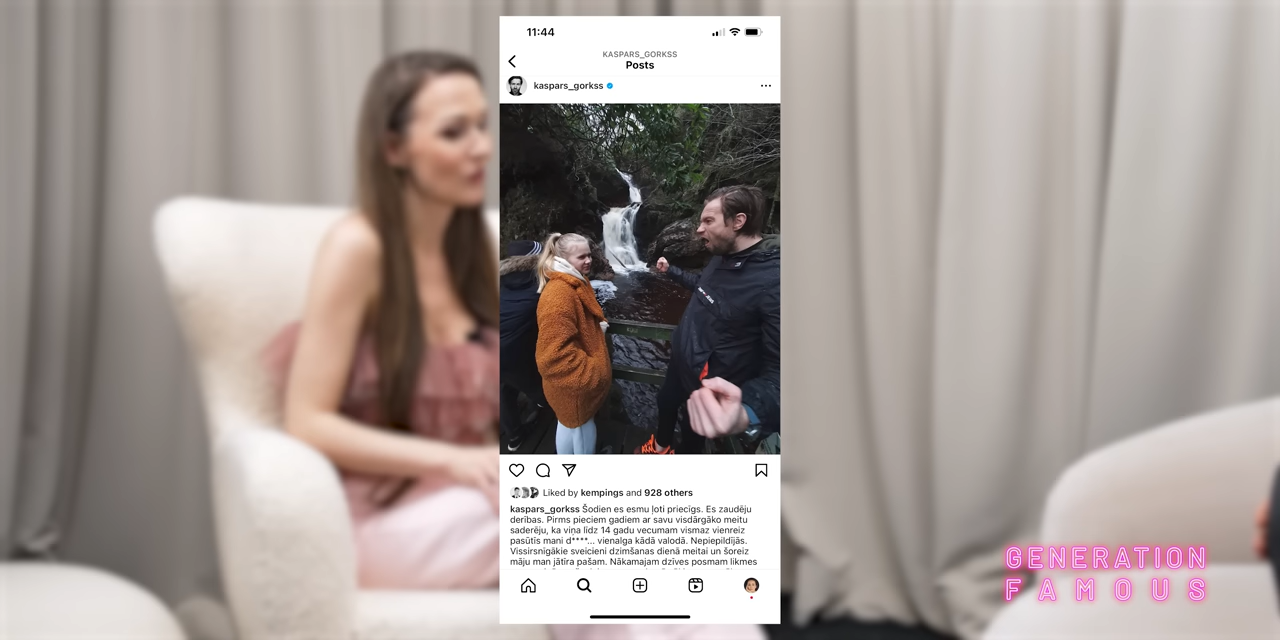 11:44
KASPARS_GORKSS
Posts
kaspars_gorkss
Liked by kempings and 928 others
kaspars_gorkss Šodien es esmu ļoti priecīgs. Es zaudēju
derības. Pirms pieciem gadiem ar savu visdārgāko meitu
saderēju, ka viņa līdz 14 gadu vecumam vismaz vienreiz
pasūtīs mani d****... vienalga kādā valodā. Nepiepildījās.
Vissirsnīgākie sveicieni dzimšanas dienā meitai un šoreiz
māju man jātīra pašam. Nākamajam dzīves posmam likmes
GENERATION
FAMOUS